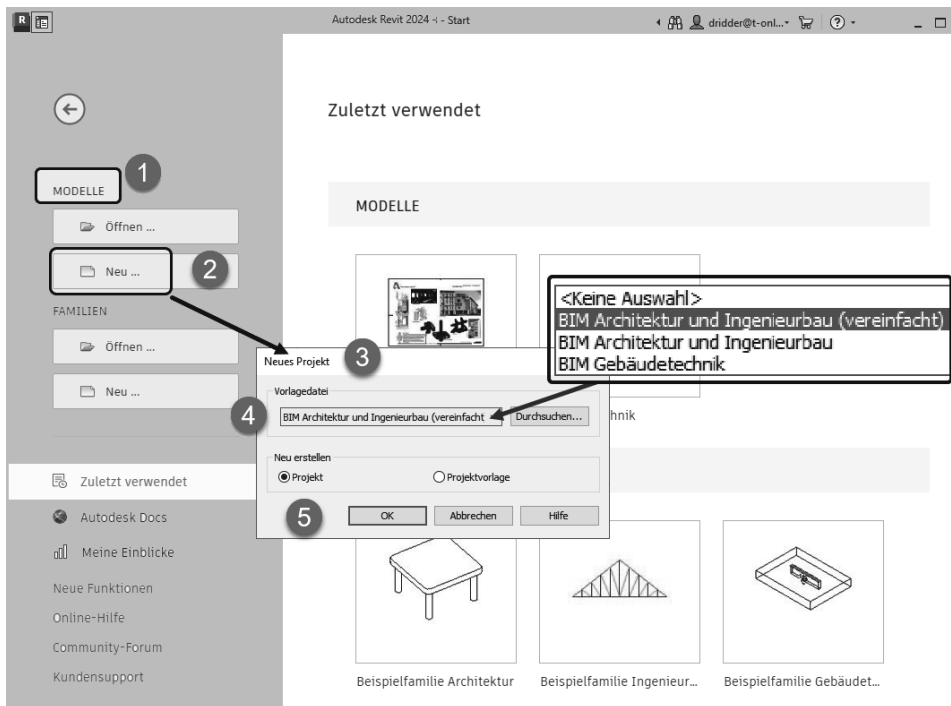 R
Autodesk Revit 2024 - Start
dridder@t-onl...
?
Zuletzt verwendet
1
MODELLE
Öffnen ...
Neu ...
2
FAMILIEN
Öffnen ...
Neu ...
Zuletzt verwendet
Autodesk Docs
Meine Einblicke
Neue Funktionen
Online-Hilfe
Community-Forum
Kundensupport
MODELLE
<Keine Auswahl>
BIM Architektur und Ingenieurbau (vereinfacht)
BIM Architektur und Ingenieurbau
BIM Gebäudetechnik
Neues Projekt
3
Vorlagedatei
4
BIM Architektur und Ingenieurbau (vereinfacht
Durchsuchen...
Neu erstellen
Projekt
Projektvorlage
5
OK
Abbrechen
Hilfe
hnik
Beispielfamilie Architektur
Beispielfamilie Ingenieur...
Beispielfamilie Gebäudet...